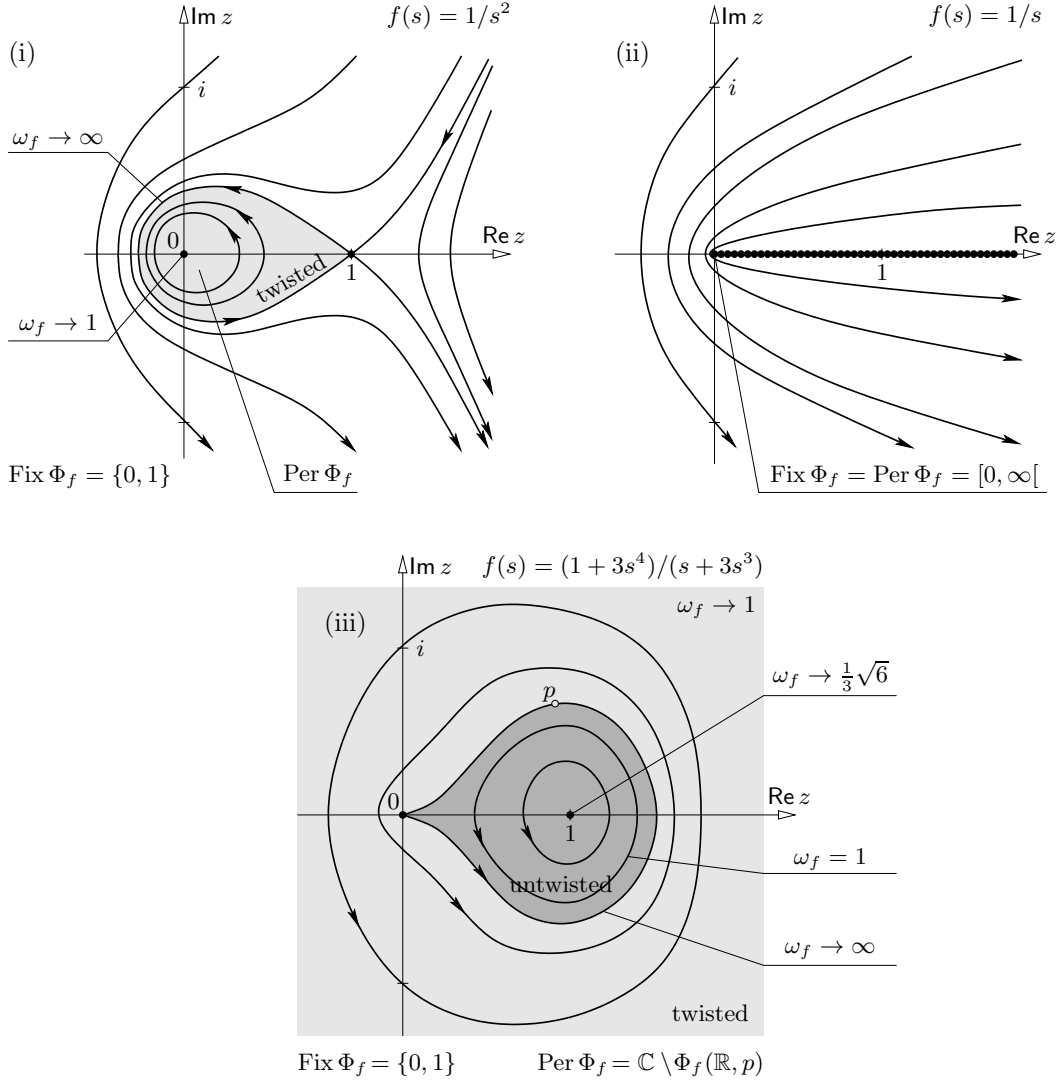 (i)
Im z
f(s) = 1/s²
i
ω_f → ∞
0
Re z
1
twisted
ω_f → 1
Fix Φ_f = {0, 1}
Per Φ_f
(ii)
Im z
f(s) = 1/s
i
Re z
1
Fix Φ_f = Per Φ_f = [0, ∞[
(iii)
Im z
f(s) = (1 + 3s⁴)/(s + 3s³)
ω_f → 1
i
p
ω_f → ⅓√6
0
Re z
1
untwisted
ω_f = 1
ω_f → ∞
twisted
Fix Φ_f = {0, 1}
Per Φ_f = ℂ \ Φ_f(ℝ, p)